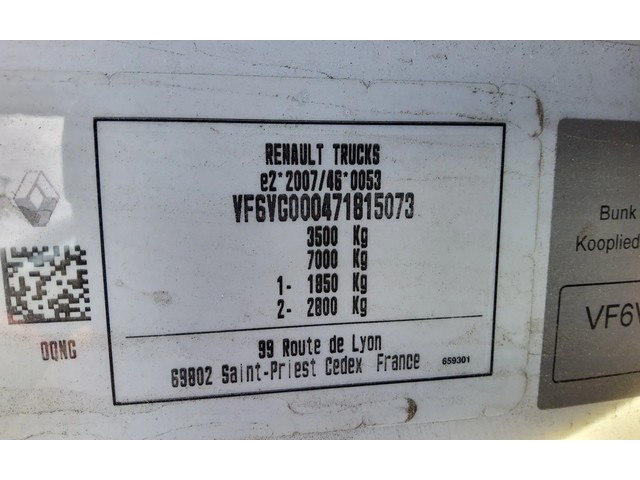 RENAULT TRUCKS
e2*2007/46*0053
VF6VG000471815073
3500 Kg
7000 Kg
1- 1850 Kg
2- 2800 Kg
99 Route de Lyon
69802 Saint-Priest Cedex France 659301
OQNG
Bunk
Kooplied
VF6V